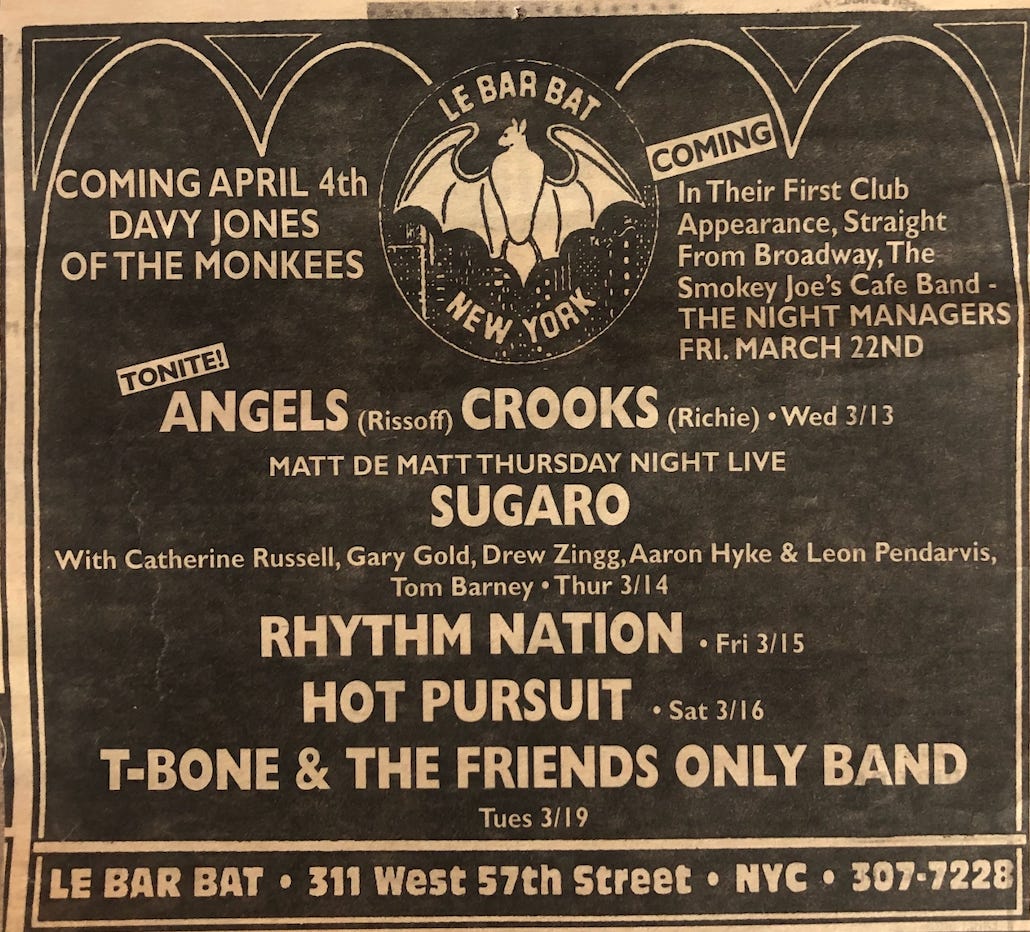 LE BAR BAT
NEW YORK
COMING APRIL 4th
DAVY JONES
OF THE MONKEES
COMING
In Their First Club
Appearance, Straight
From Broadway, The
Smokey Joe's Cafe Band -
THE NIGHT MANAGERS
FRI. MARCH 22ND
TONITE!
ANGELS (Rissoff) CROOKS (Richie) • Wed 3/13
MATT DE MATT THURSDAY NIGHT LIVE
SUGARO
With Catherine Russell, Gary Gold, Drew Zingg, Aaron Hyke & Leon Pendarvis,
Tom Barney • Thur 3/14
RHYTHM NATION • Fri 3/15
HOT PURSUIT • Sat 3/16
T-BONE & THE FRIENDS ONLY BAND
Tues 3/19
LE BAR BAT • 311 West 57th Street • NYC • 307-7228